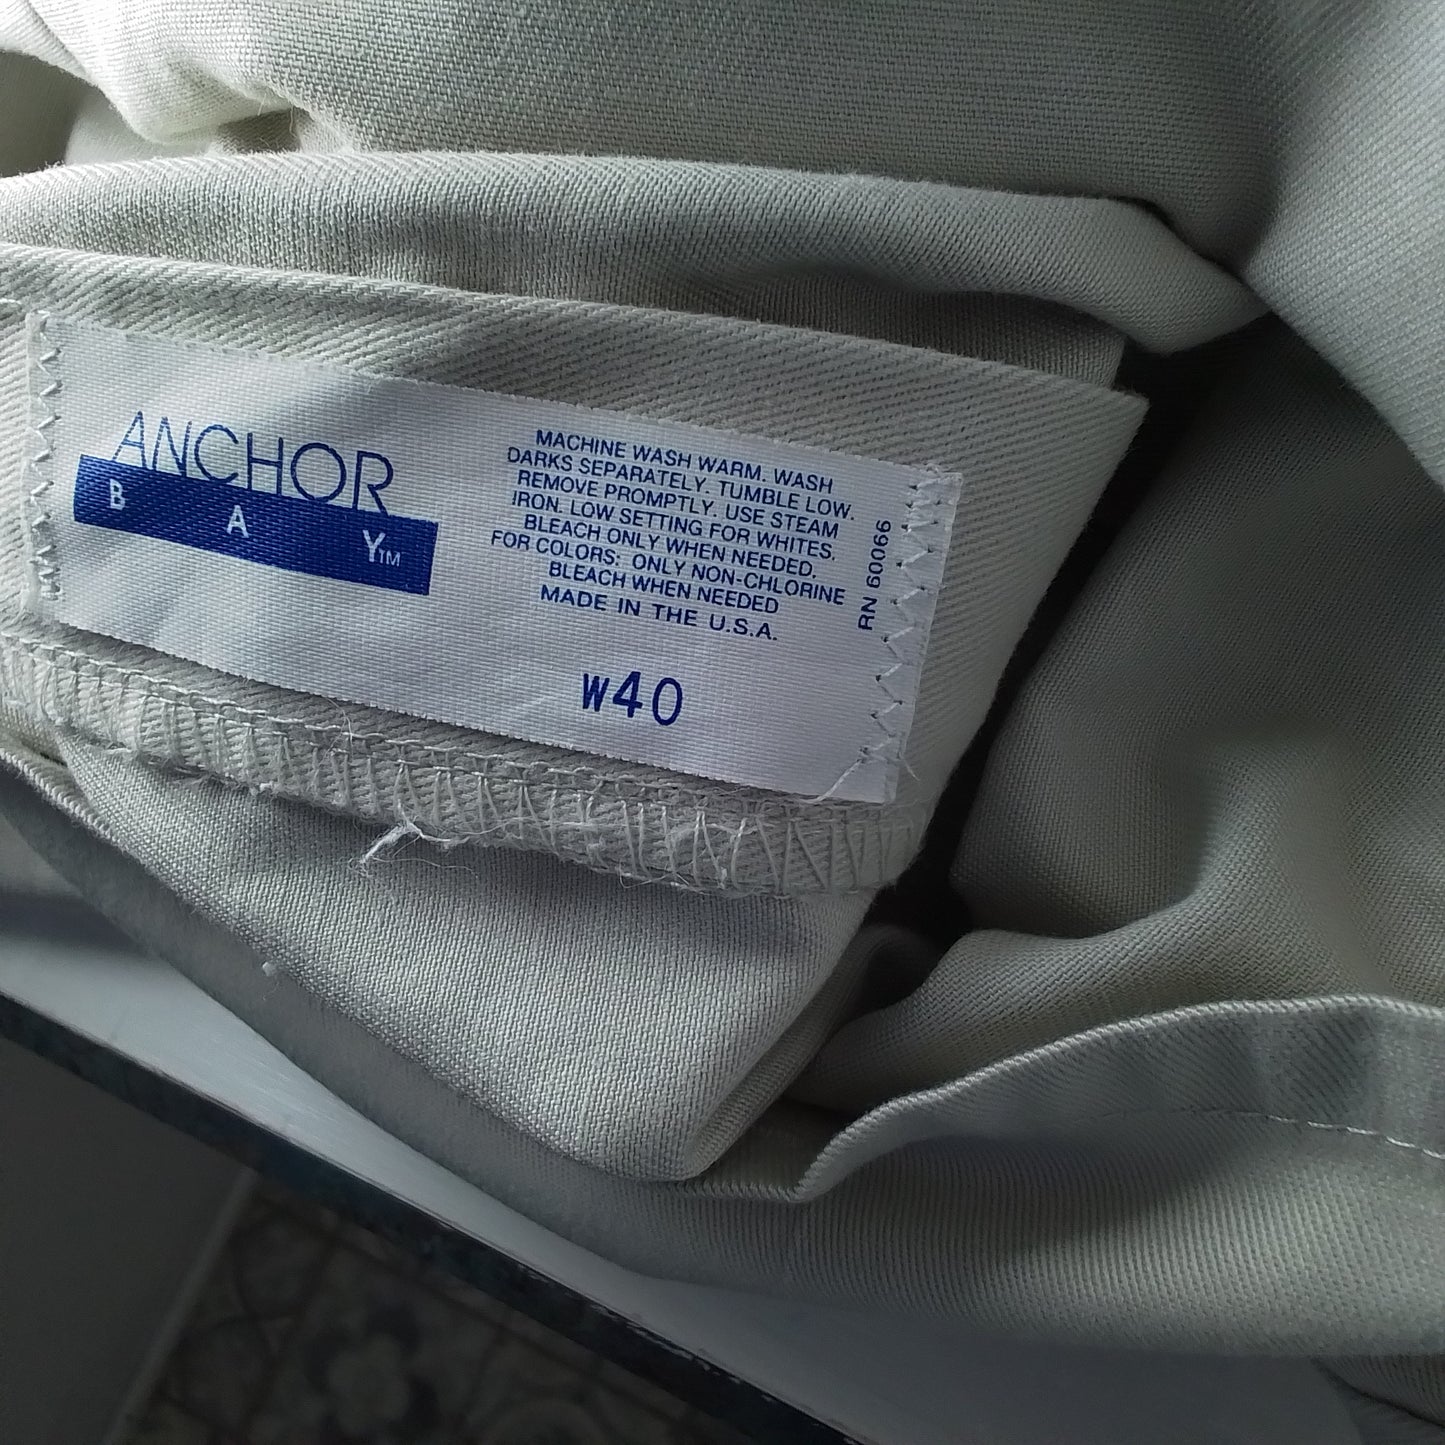 ANCHOR
BAY™
MACHINE WASH WARM. WASH
DARKS SEPARATELY. TUMBLE LOW.
REMOVE PROMPTLY. USE STEAM
IRON. LOW SETTING FOR WHITES.
BLEACH ONLY WHEN NEEDED.
FOR COLORS: ONLY NON-CHLORINE
BLEACH WHEN NEEDED
MADE IN THE U.S.A.
RN 60066
W40